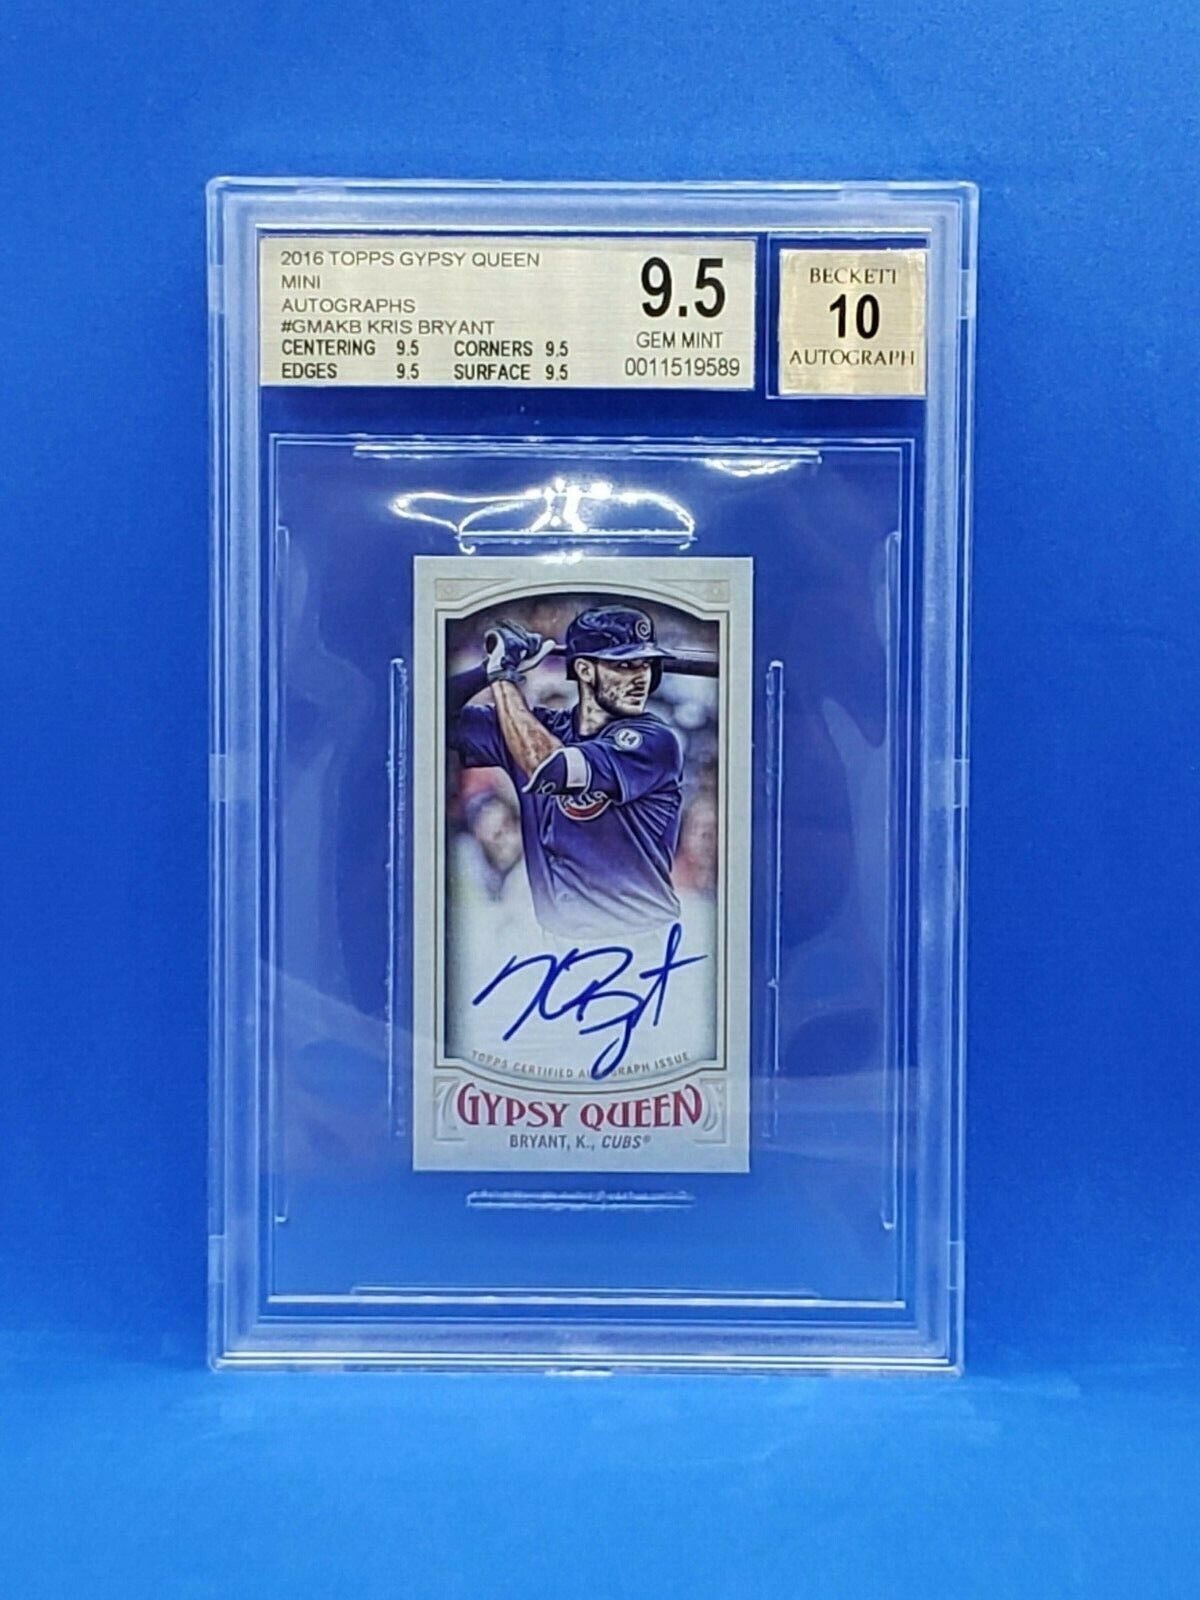 2016 TOPPS GYPSY QUEEN
MINI
AUTOGRAPHS
#GMAKB KRIS BRYANT
CENTERING 9.5 CORNERS 9.5
EDGES 9.5 SURFACE 9.5
9.5
GEM MINT
0011519589
BECKETT
10
AUTOGRAPH
14
TOPPS CERTIFIED AUTOGRAPH ISSUE
GYPSY QUEEN
BRYANT, K., CUBS®